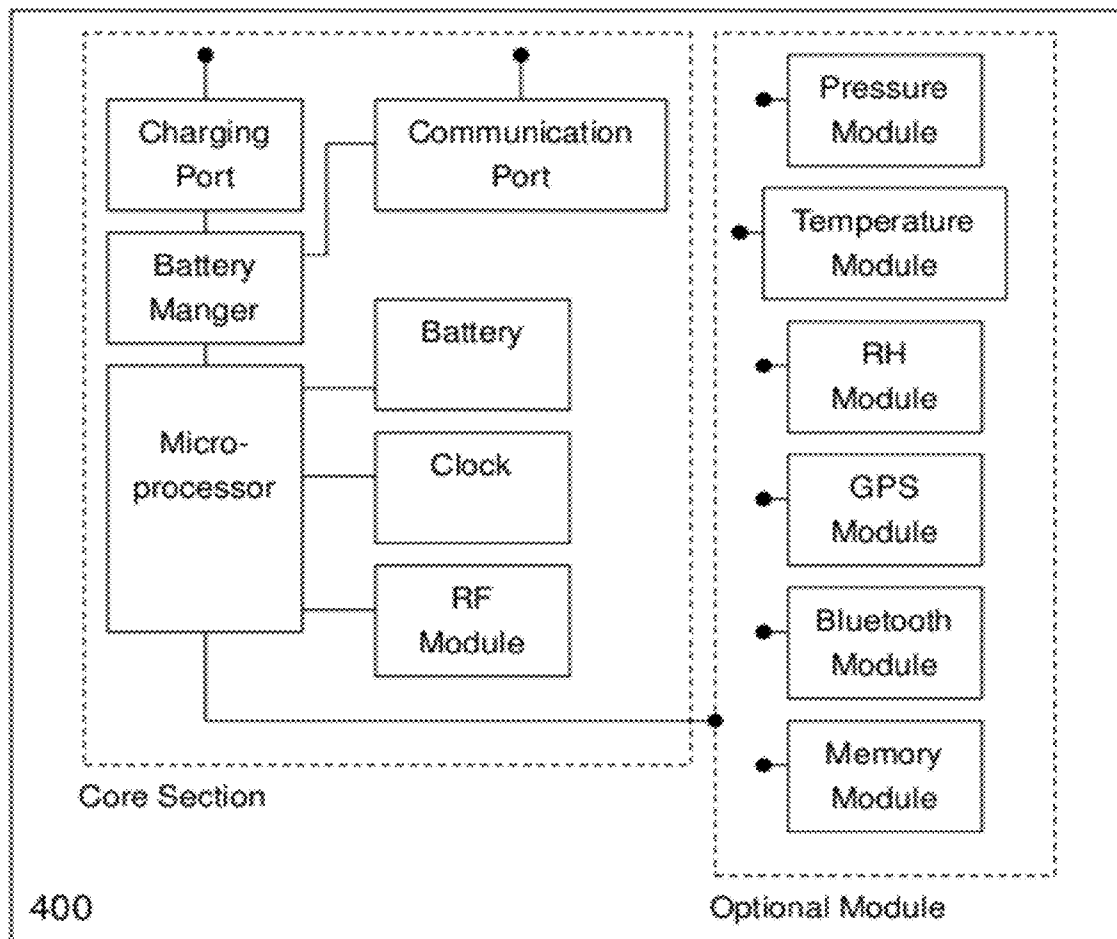 Charging
Port
Communication
Port
Battery
Manger
Battery
Micro-
processor
Clock
RF
Module
Core Section
Pressure
Module
Temperature
Module
RH
Module
GPS
Module
Bluetooth
Module
Memory
Module
Optional Module
400